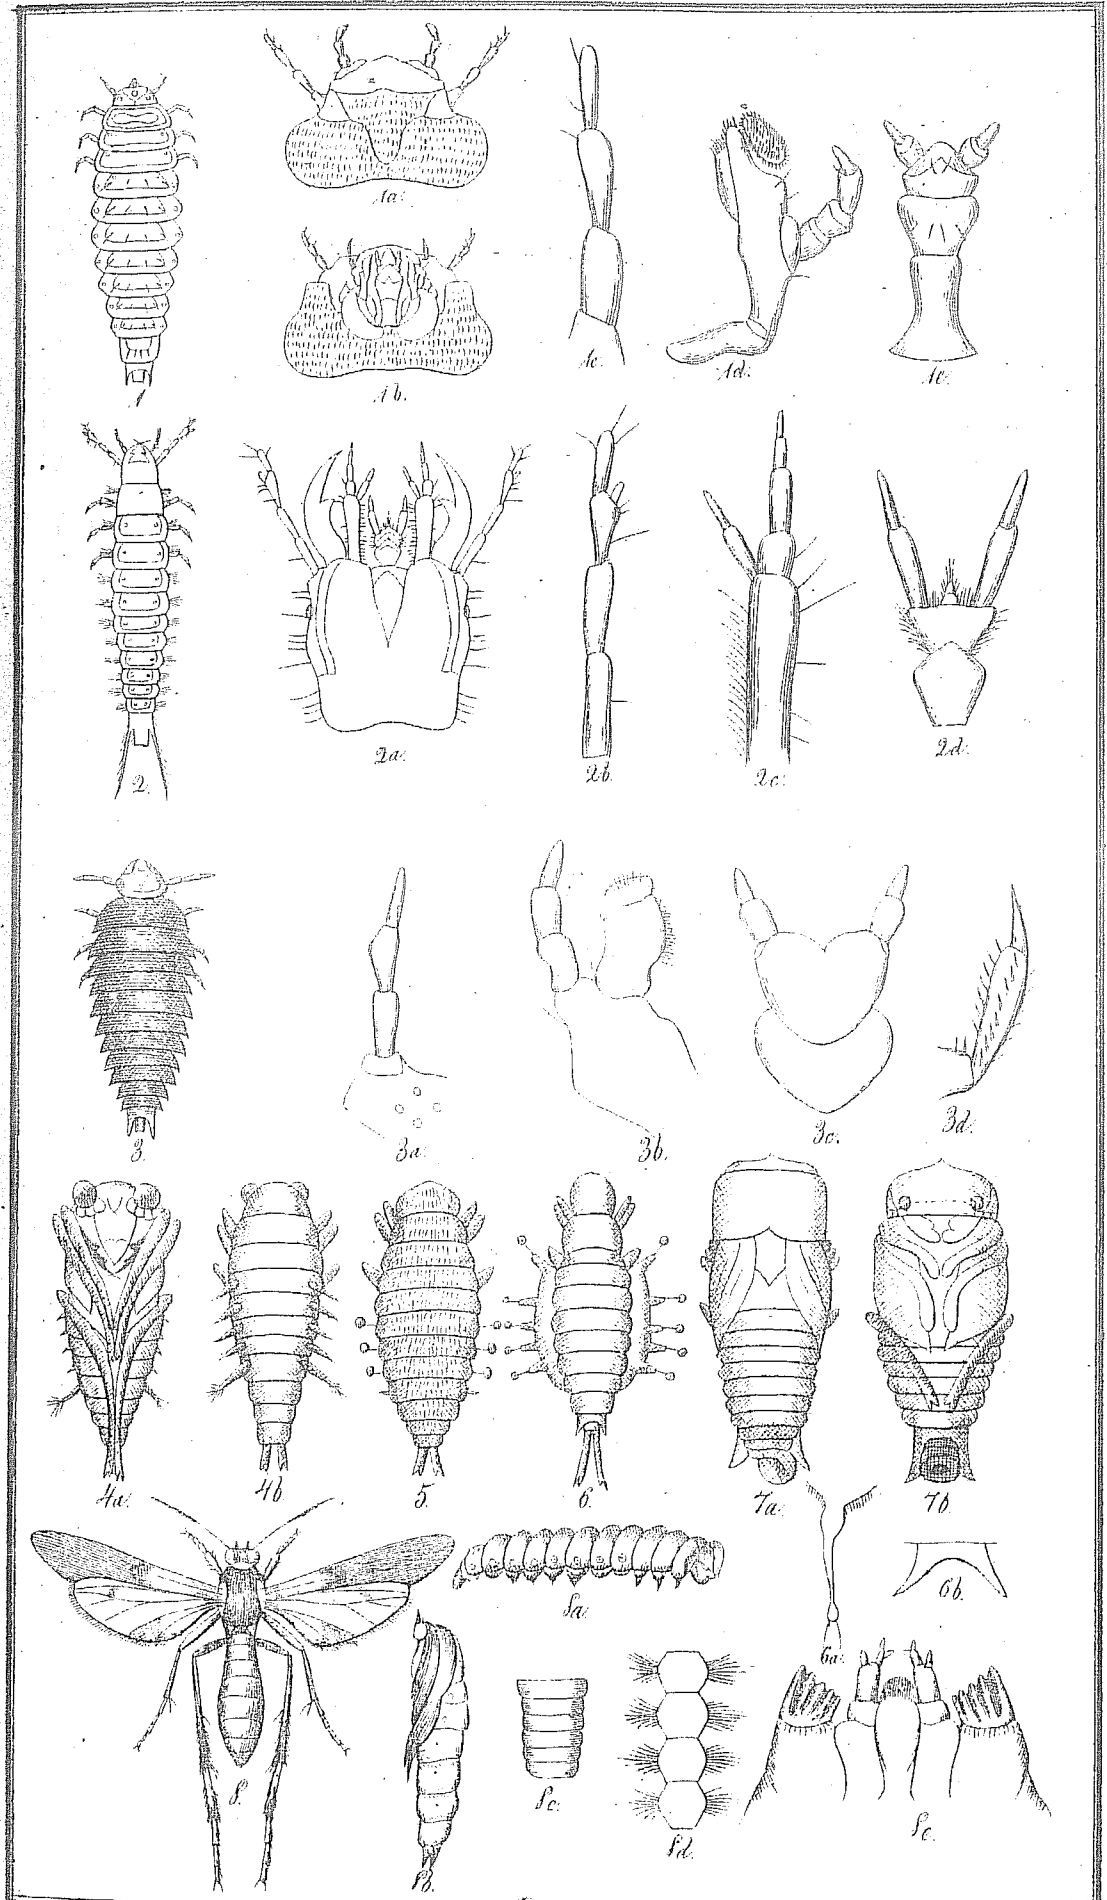 1a.
1
1b.
1c.
1d.
1e.
2.
2a.
2b.
2c.
2d.
3.
3a.
3b.
3c.
3d.
4a.
4b
5.
6.
7a.
7b
8.
8a.
6a.
6b.
8b.
8c.
8d.
8e.